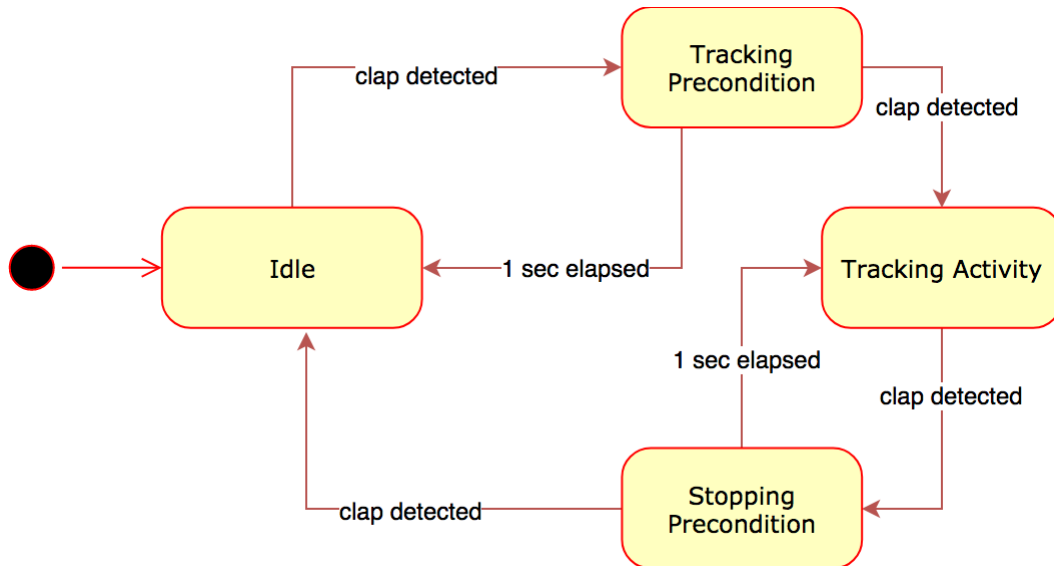 Tracking
Precondition
clap detected
clap detected
Idle
1 sec elapsed
Tracking Activity
1 sec elapsed
clap detected
Stopping
Precondition
clap detected